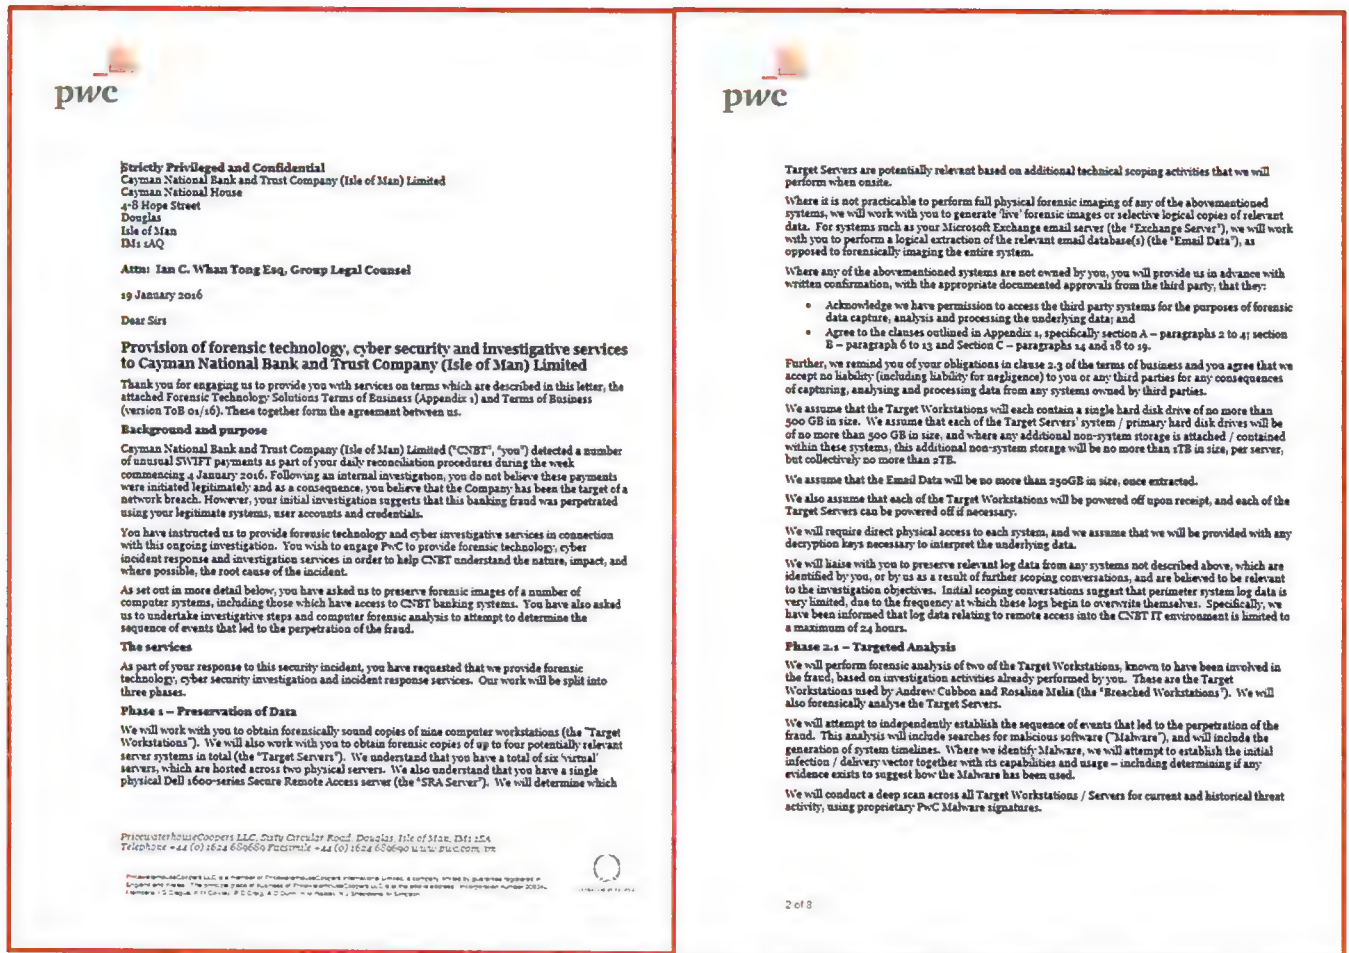 pwc
Strictly Privileged and Confidential
Cayman National Bank and Trust Company (Isle of Man) Limited
Cayman National House
4-8 Hope Street
Douglas
Isle of Man
IM1 1AQ
Attn: Ian C. Whan Tong Esq, Group Legal Counsel
19 January 2016
Dear Sirs
Provision of forensic technology, cyber security and investigative services
to Cayman National Bank and Trust Company (Isle of Man) Limited
Thank you for engaging us to provide you with services on terms which are described in this letter, the
attached Forensic Technology Solutions Terms of Business (Appendix 1) and Terms of Business
(version ToB 01/16). These together form the agreement between us.
Background and purpose
Cayman National Bank and Trust Company (Isle of Man) Limited ("CNBT", "you") detected a number
of unusual SWIFT payments as part of your daily reconciliation procedures during the week
commencing 4 January 2016. Following an internal investigation, you do not believe these payments
were initiated legitimately and as a consequence, you believe that the Company has been the target of a
network breach. However, your initial investigation suggests that this banking fraud was perpetrated
using your legitimate systems, user accounts and credentials.
You have instructed us to provide forensic technology and cyber investigative services in connection
with this ongoing investigation. You wish to engage PwC to provide forensic technology, cyber
incident response and investigation services in order to help CNBT understand the nature, impact, and
where possible, the root cause of the incident.
As set out in more detail below, you have asked us to preserve forensic images of a number of
computer systems, including those which have access to CNBT banking systems. You have also asked
us to undertake investigative steps and computer forensic analysis to attempt to determine the
sequence of events that led to the perpetration of the fraud.
The services
As part of your response to this security incident, you have requested that we provide forensic
technology, cyber security investigation and incident response services. Our work will be split into
three phases.
Phase 1 – Preservation of Data
We will work with you to obtain forensically sound copies of nine computer workstations (the "Target
Workstations"). We will also work with you to obtain forensic copies of up to four potentially relevant
server systems in total (the "Target Servers"). We understand that you have a total of six 'virtual'
servers, which are hosted across two physical servers. We also understand that you have a single
physical Dell 1600-series Secure Remote Access server (the "SRA Server"). We will determine which
PricewaterhouseCoopers LLC, Sixty Circular Road, Douglas, Isle of Man, IM1 1SA
Telephone +44 (0) 1624 689689 Facsimile +44 (0) 1624 689690 www.pwc.com/im
pwc
Target Servers are potentially relevant based on additional technical scoping activities that we will
perform when onsite.
Where it is not practicable to perform full physical forensic imaging of any of the abovementioned
systems, we will work with you to generate 'live' forensic images or selective logical copies of relevant
data. For systems such as your Microsoft Exchange email server (the "Exchange Server"), we will work
with you to perform a logical extraction of the relevant email database(s) (the "Email Data"), as
opposed to forensically imaging the entire system.
Where any of the abovementioned systems are not owned by you, you will provide us in advance with
written confirmation, with the appropriate documented approvals from the third party, that they:
• Acknowledge we have permission to access the third party systems for the purposes of forensic
data capture, analysis and processing the underlying data; and
• Agree to the clauses outlined in Appendix 1, specifically section A – paragraphs 2 to 4; section
B – paragraph 6 to 13 and Section C – paragraphs 14 and 18 to 19.
Further, we remind you of your obligations in clause 2.3 of the terms of business and you agree that we
accept no liability (including liability for negligence) to you or any third parties for any consequences
of capturing, analysing and processing data from any systems owned by third parties.
We assume that the Target Workstations will each contain a single hard disk drive of no more than
500 GB in size. We assume that each of the Target Servers' system / primary hard disk drives will be
of no more than 500 GB in size, and where any additional non-system storage is attached / contained
within these systems, this additional non-system storage will be no more than 1TB in size, per server,
but collectively no more than 2TB.
We assume that the Email Data will be no more than 250GB in size, once extracted.
We also assume that each of the Target Workstations will be powered off upon receipt, and each of the
Target Servers can be powered off if necessary.
We will require direct physical access to each system, and we assume that we will be provided with any
decryption keys necessary to interpret the underlying data.
We will liaise with you to preserve relevant log data from any systems not described above, which are
identified by you, or by us as a result of further scoping conversations, and are believed to be relevant
to the investigation objectives. Initial scoping conversations suggest that perimeter system log data is
very limited, due to the frequency at which these logs begin to overwrite themselves. Specifically, we
have been informed that log data relating to remote access into the CNBT IT environment is limited to
a maximum of 24 hours.
Phase 2.1 – Targeted Analysis
We will perform forensic analysis of two of the Target Workstations, known to have been involved in
the fraud, based on investigation activities already performed by you. These are the Target
Workstations used by Andrew Cubbon and Rosaline Melia (the "Breached Workstations"). We will
also forensically analyse the Target Servers.
We will attempt to independently establish the sequence of events that led to the perpetration of the
fraud. This analysis will include searches for malicious software ("Malware"), and will include the
generation of system timelines. Where we identify Malware, we will attempt to establish the initial
infection / delivery vector together with its capabilities and usage – including determining if any
evidence exists to suggest how the Malware has been used.
We will conduct a deep scan across all Target Workstations / Servers for current and historical threat
activity, using proprietary PwC Malware signatures.
2 of 8